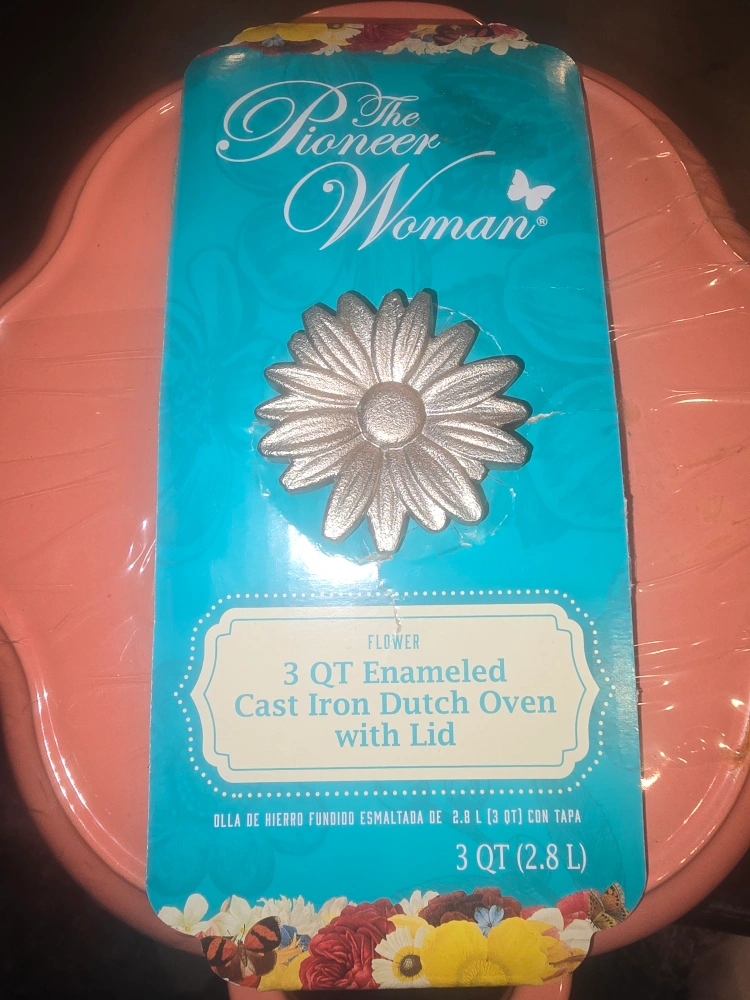 The
Pioneer
Woman®
FLOWER
3 QT Enameled
Cast Iron Dutch Oven
with Lid
OLLA DE HIERRO FUNDIDO ESMALTADA DE 2.8 L (3 QT) CON TAPA
3 QT (2.8 L)